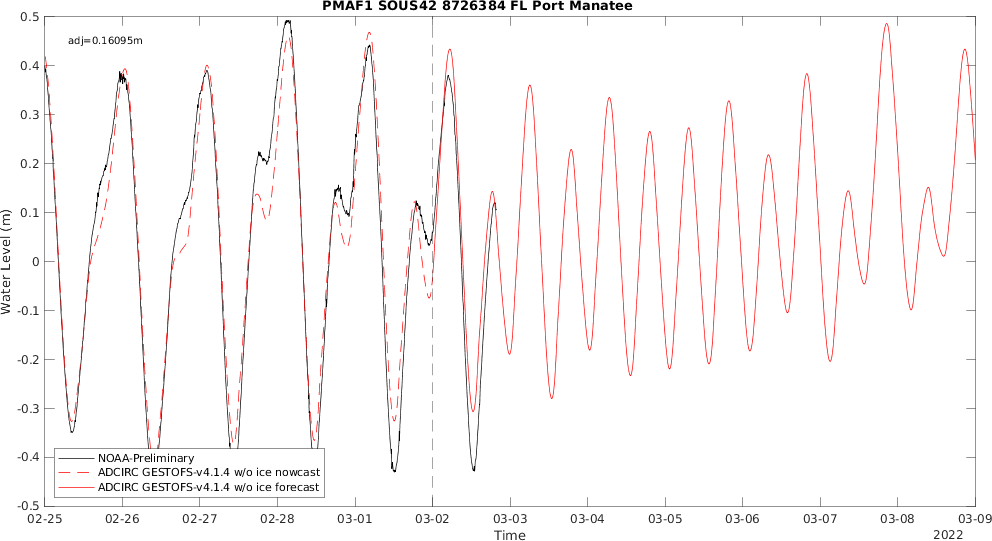 PMAF1 SOUS42 8726384 FL Port Manatee
adj=0.16095m
0.5
0.4
0.3
0.2
0.1
0
-0.1
-0.2
-0.3
-0.4
-0.5
Water Level (m)
NOAA-Preliminary
ADCIRC GESTOFS-v4.1.4 w/o ice nowcast
ADCIRC GESTOFS-v4.1.4 w/o ice forecast
02-25 02-26 02-27 02-28 03-01 03-02 03-03 03-04 03-05 03-06 03-07 03-08 03-09
Time
2022